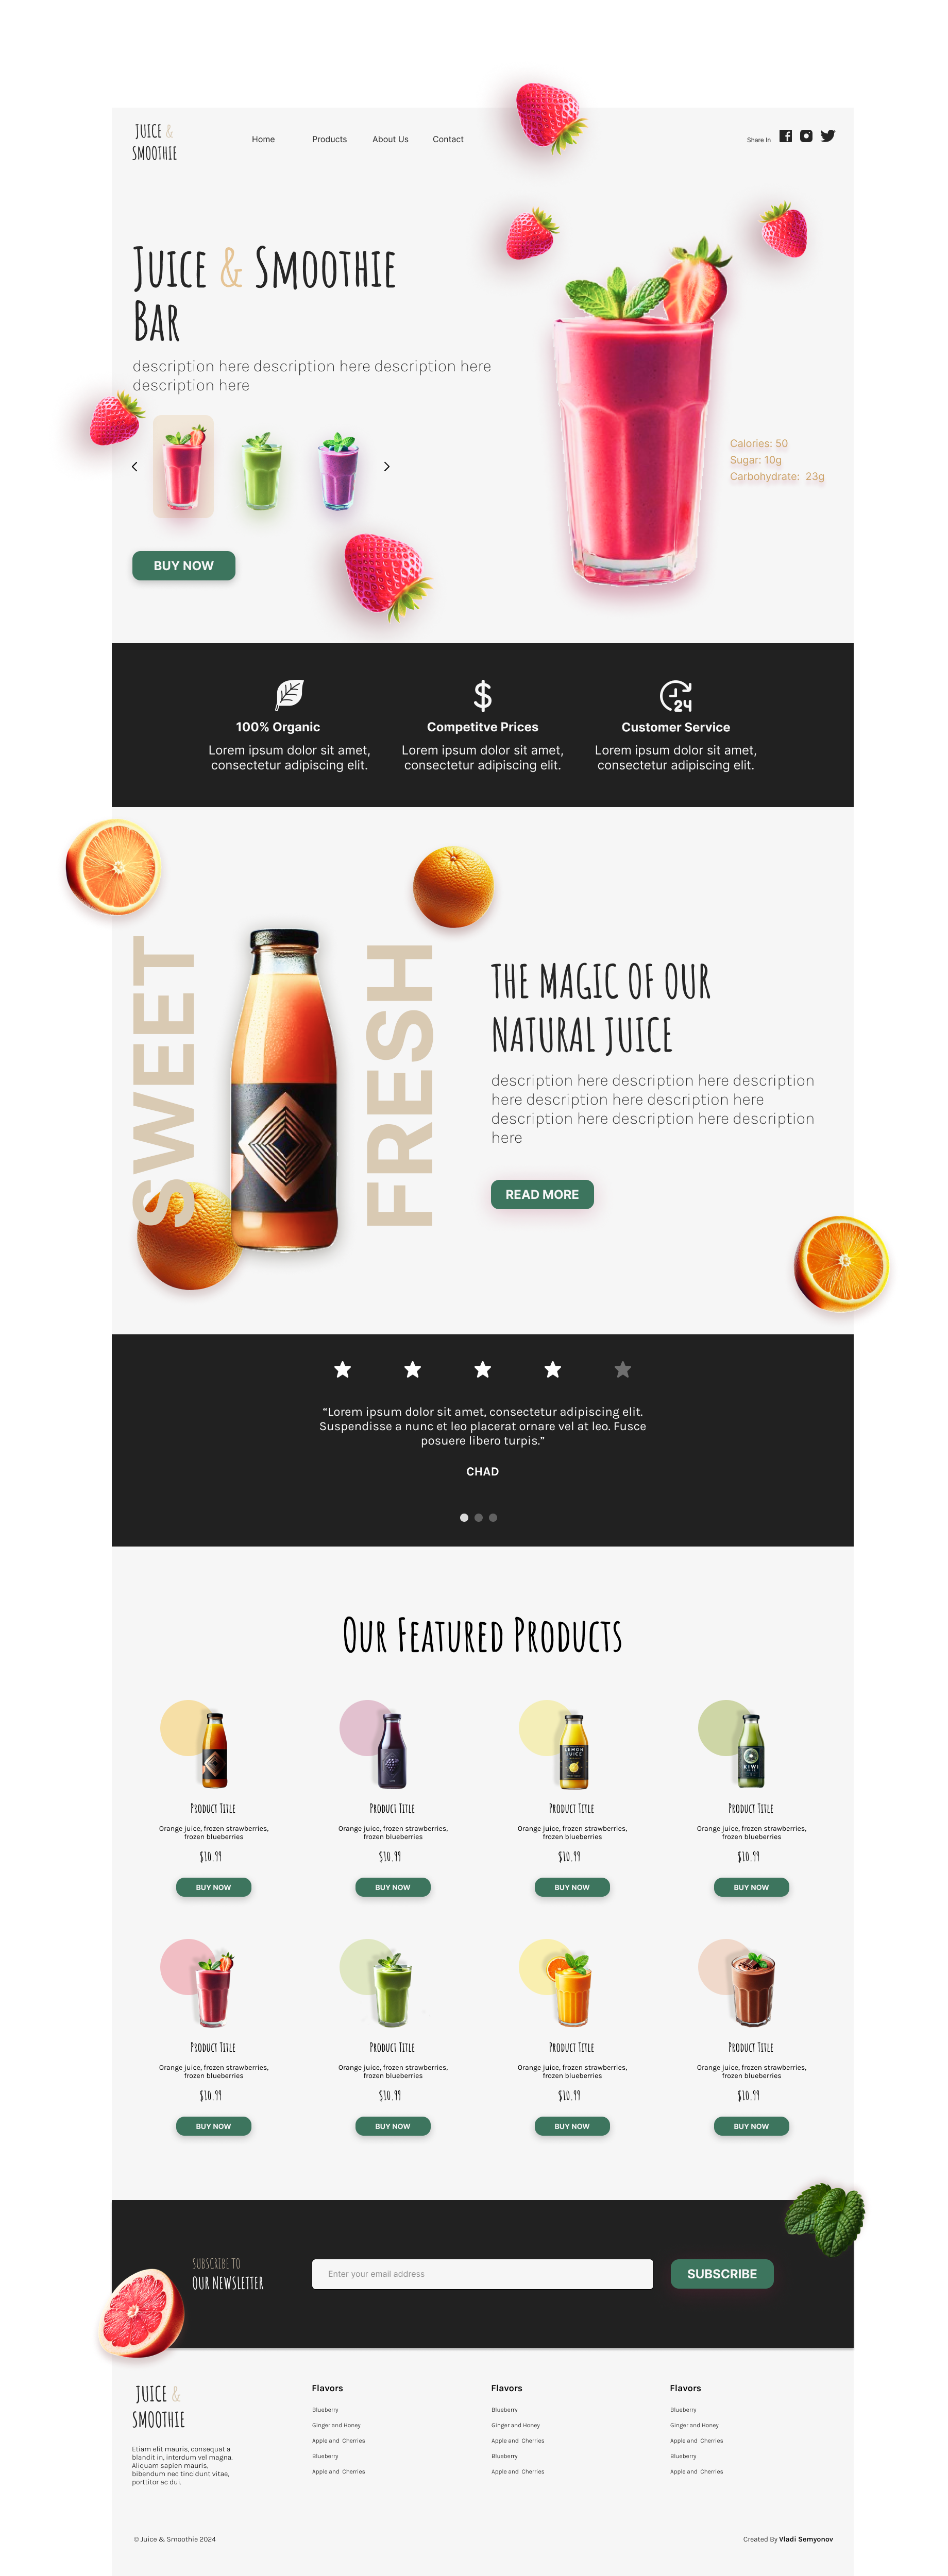 JUICE &
SMOOTHIE
Home
Products
About Us
Contact
Share In
Juice & Smoothie
Bar
description here description here description here
description here
Calories: 50
Sugar: 10g
Carbohydrate: 23g
BUY NOW
100% Organic
Lorem ipsum dolor sit amet,
consectetur adipiscing elit.
Competitve Prices
Lorem ipsum dolor sit amet,
consectetur adipiscing elit.
24
Customer Service
Lorem ipsum dolor sit amet,
consectetur adipiscing elit.
SWEET
FRESH
THE MAGIC OF OUR
NATURAL JUICE
description here description here description
here description here description here
description here description here description
here
READ MORE
“Lorem ipsum dolor sit amet, consectetur adipiscing elit.
Suspendisse a nunc et leo placerat ornare vel at leo. Fusce
posuere libero turpis.”
CHAD
Our Featured Products
Product Title
Orange juice, frozen strawberries,
frozen blueberries
$10.99
BUY NOW
Product Title
Orange juice, frozen strawberries,
frozen blueberries
$10.99
BUY NOW
LEMON
JUICE
Product Title
Orange juice, frozen strawberries,
frozen blueberries
$10.99
BUY NOW
KIWI
Product Title
Orange juice, frozen strawberries,
frozen blueberries
$10.99
BUY NOW
Product Title
Orange juice, frozen strawberries,
frozen blueberries
$10.99
BUY NOW
Product Title
Orange juice, frozen strawberries,
frozen blueberries
$10.99
BUY NOW
Product Title
Orange juice, frozen strawberries,
frozen blueberries
$10.99
BUY NOW
Product Title
Orange juice, frozen strawberries,
frozen blueberries
$10.99
BUY NOW
SUBSCRIBE TO
OUR NEWSLETTER
Enter your email address
SUBSCRIBE
JUICE &
SMOOTHIE
Etiam elit mauris, consequat a
blandit in, interdum vel magna.
Aliquam sapien mauris,
bibendum nec tincidunt vitae,
porttitor ac dui.
Flavors
Blueberry
Ginger and Honey
Apple and Cherries
Blueberry
Apple and Cherries
Flavors
Blueberry
Ginger and Honey
Apple and Cherries
Blueberry
Apple and Cherries
Flavors
Blueberry
Ginger and Honey
Apple and Cherries
Blueberry
Apple and Cherries
© Juice & Smoothie 2024
Created By Vladi Semyonov